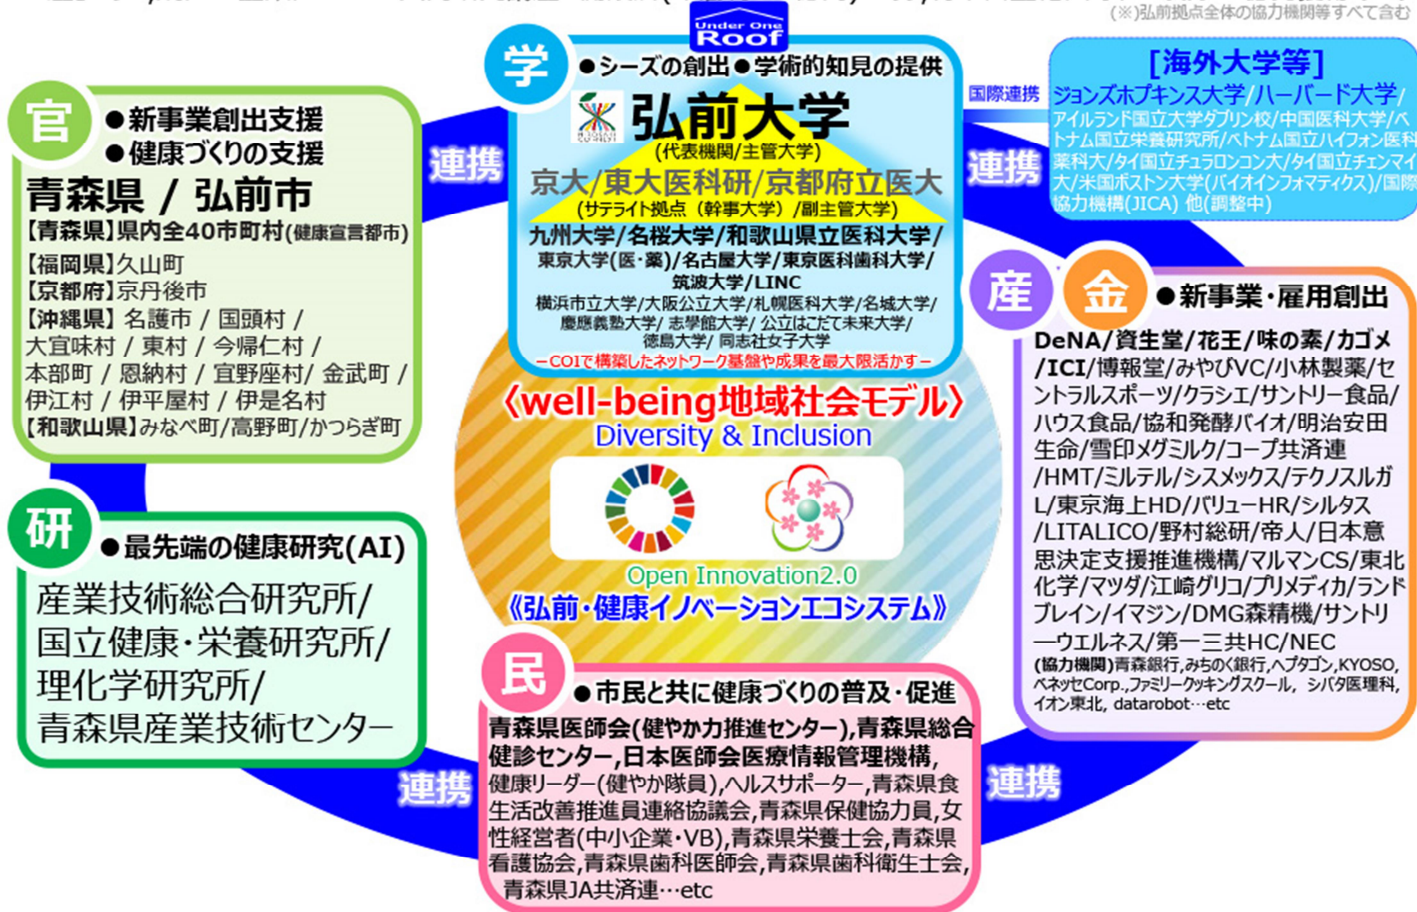 (※)弘前拠点全体の協力機関等すべて含む
Under One
Roof
学
●シーズの創出●学術的知見の提供
弘前大学
(代表機関/主管大学)
京大/東大医科研/京都府立医大
(サテライト拠点（幹事大学）/副主管大学)
九州大学/名桜大学/和歌山県立医科大学/
東京大学(医・薬)/名古屋大学/東京医科歯科大学/
筑波大学/LINC
横浜市立大学/大阪公立大学/札幌医科大学/名城大学/
慶應義塾大学/ 志學館大学/ 公立はこだて未来大学/
徳島大学/ 同志社女子大学
－COIで構築したネットワーク基盤や成果を最大限活かす－
国際連携
[海外大学等]
ジョンズホプキンス大学/ハーバード大学/
アイルランド国立大学ダブリン校/中国医科大学/ベ
トナム国立栄養研究所/ベトナム国立ハイフォン医科
薬科大/タイ国立チュラロンコン大/タイ国立チェンマイ
大/米国ボストン大学(バイオインフォマティクス)/国際
協力機構(JICA) 他(調整中)
官
●新事業創出支援
●健康づくりの支援
青森県 / 弘前市
【青森県】県内全40市町村(健康宣言都市)
【福岡県】久山町
【京都府】京丹後市
【沖縄県】 名護市 / 国頭村 /
大宜味村 / 東村 / 今帰仁村 /
本部町 / 恩納村 / 宜野座村/ 金武町 /
伊江村 / 伊平屋村 / 伊是名村
【和歌山県】みなべ町/高野町/かつらぎ町
連携
連携
産
金
●新事業・雇用創出
DeNA/資生堂/花王/味の素/カゴメ
/ICI/博報堂/みやびVC/小林製薬/セ
ントラルスポーツ/クラシエ/サントリー食品/
ハウス食品/協和発酵バイオ/明治安田
生命/雪印メグミルク/コープ共済連
/HMT/ミルテル/シスメックス/テクノスルガ
L/東京海上HD/バリューHR/シルタス
/LITALICO/野村総研/帝人/日本意
思決定支援推進機構/マルマンCS/東北
化学/マツダ/江崎グリコ/プリメディカ/ランド
ブレイン/イマジン/DMG森精機/サントリ
ーウエルネス/第一三共HC/NEC
(協力機関)青森銀行,みちのく銀行,ヘプタゴン,KYOSO,
ベネッセCorp.,ファミリークッキングスクール, シバタ医理科,
イオン東北, datarobot…etc
〈well-being地域社会モデル〉
Diversity & Inclusion
Open Innovation2.0
《弘前・健康イノベーションエコシステム》
研
●最先端の健康研究(AI)
産業技術総合研究所/
国立健康・栄養研究所/
理化学研究所/
青森県産業技術センター
民
●市民と共に健康づくりの普及・促進
青森県医師会(健やか力推進センター),青森県総合
健診センター,日本医師会医療情報管理機構,
健康リーダー(健やか隊員),ヘルスサポーター,青森県食
生活改善推進員連絡協議会,青森県保健協力員,女
性経営者(中小企業・VB),青森県栄養士会,青森県
看護協会,青森県歯科医師会,青森県歯科衛生士会,
青森県JA共済連…etc
連携
連携